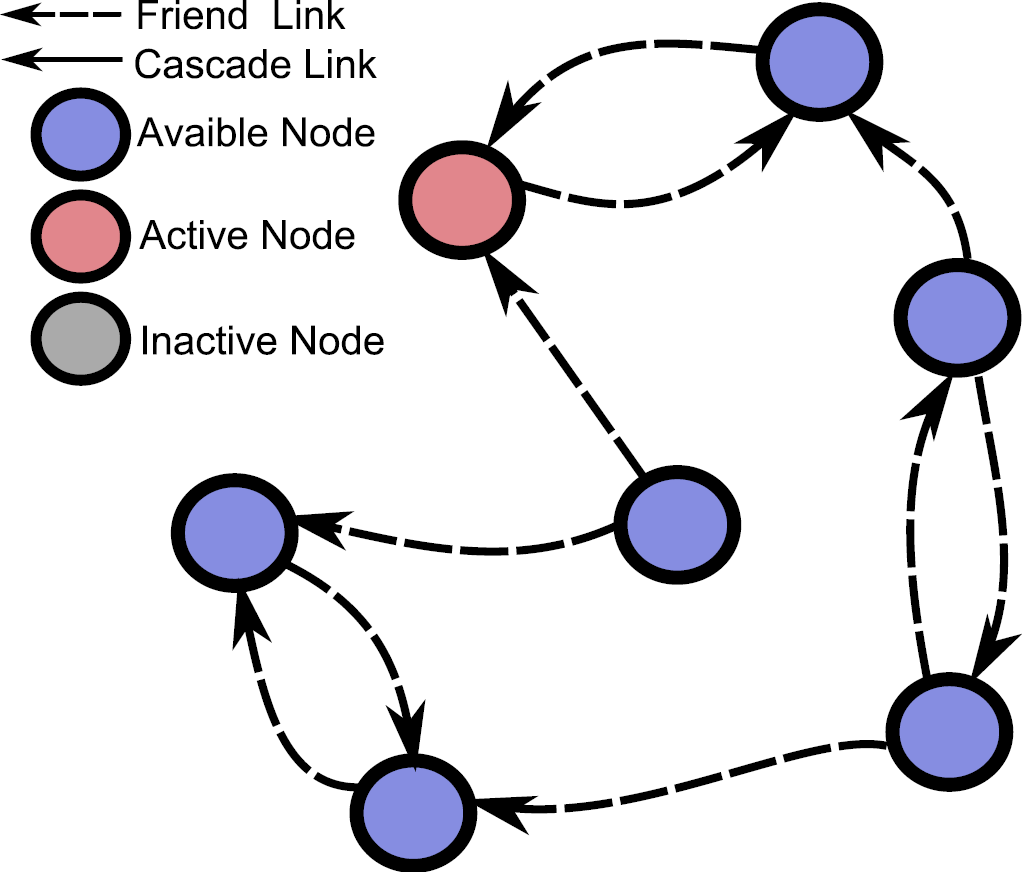 Friend Link
Cascade Link
Avaible Node
Active Node
Inactive Node